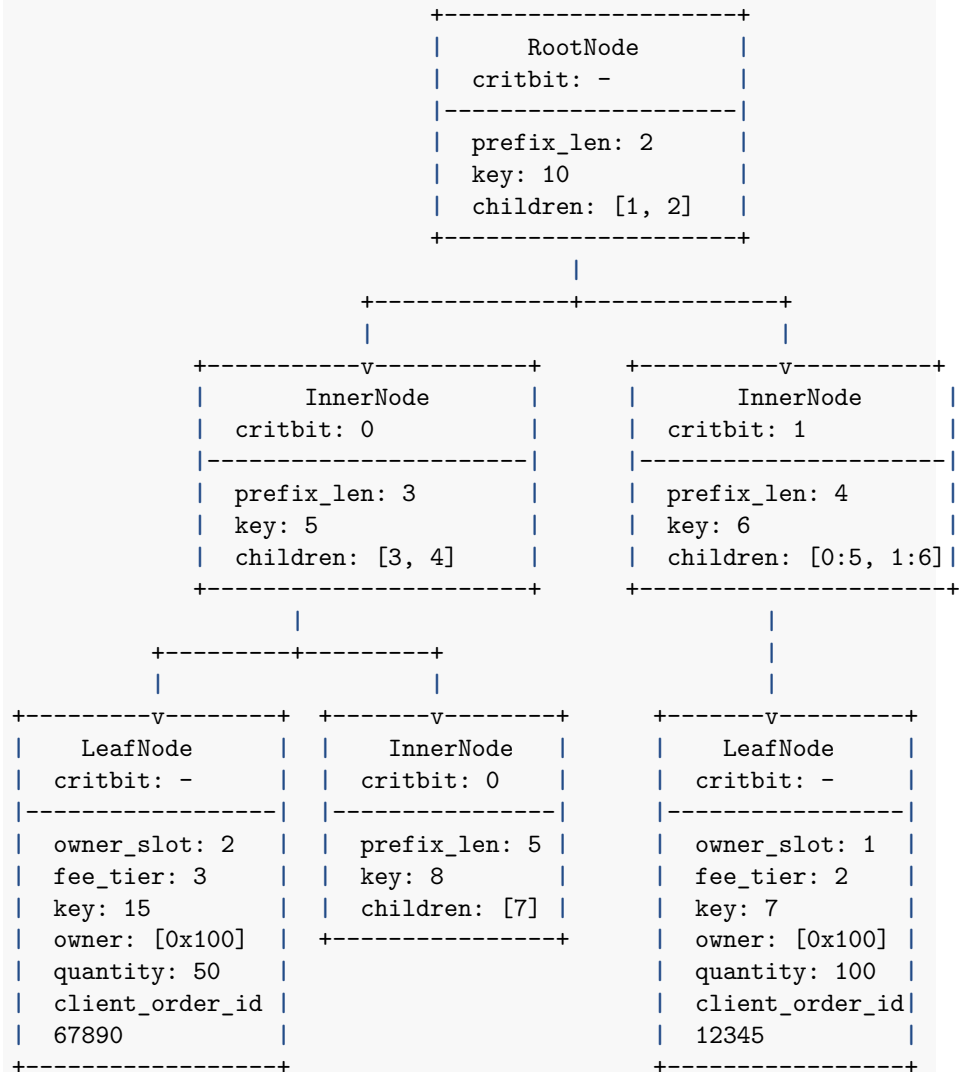 RootNode
critbit: -
prefix_len: 2
key: 10
children: [1, 2]
InnerNode
critbit: 0
prefix_len: 3
key: 5
children: [3, 4]
InnerNode
critbit: 1
prefix_len: 4
key: 6
children: [0:5, 1:6]
LeafNode
critbit: -
owner_slot: 2
fee_tier: 3
key: 15
owner: [0x100]
quantity: 50
client_order_id
67890
InnerNode
critbit: 0
prefix_len: 5
key: 8
children: [7]
LeafNode
critbit: -
owner_slot: 1
fee_tier: 2
key: 7
owner: [0x100]
quantity: 100
client_order_id
12345